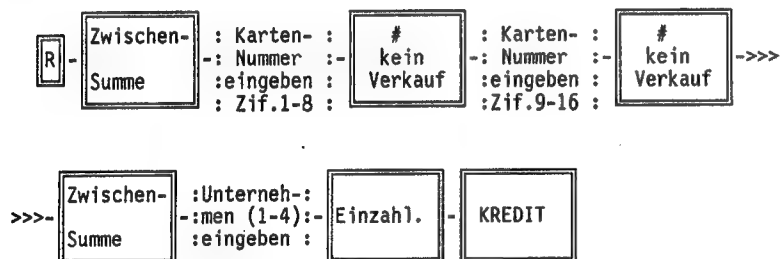 Zwischen- : Karten- : # : Karten- : #
R - -: Nummer :- kein -: Nummer :- kein ->>>
Summe :eingeben : Verkauf :eingeben : Verkauf
: Zif.1-8 : :Zif.9-16 :
Zwischen- :Unterneh-:
>>>- -:men (1-4):- Einzahl. - KREDIT
Summe :eingeben :